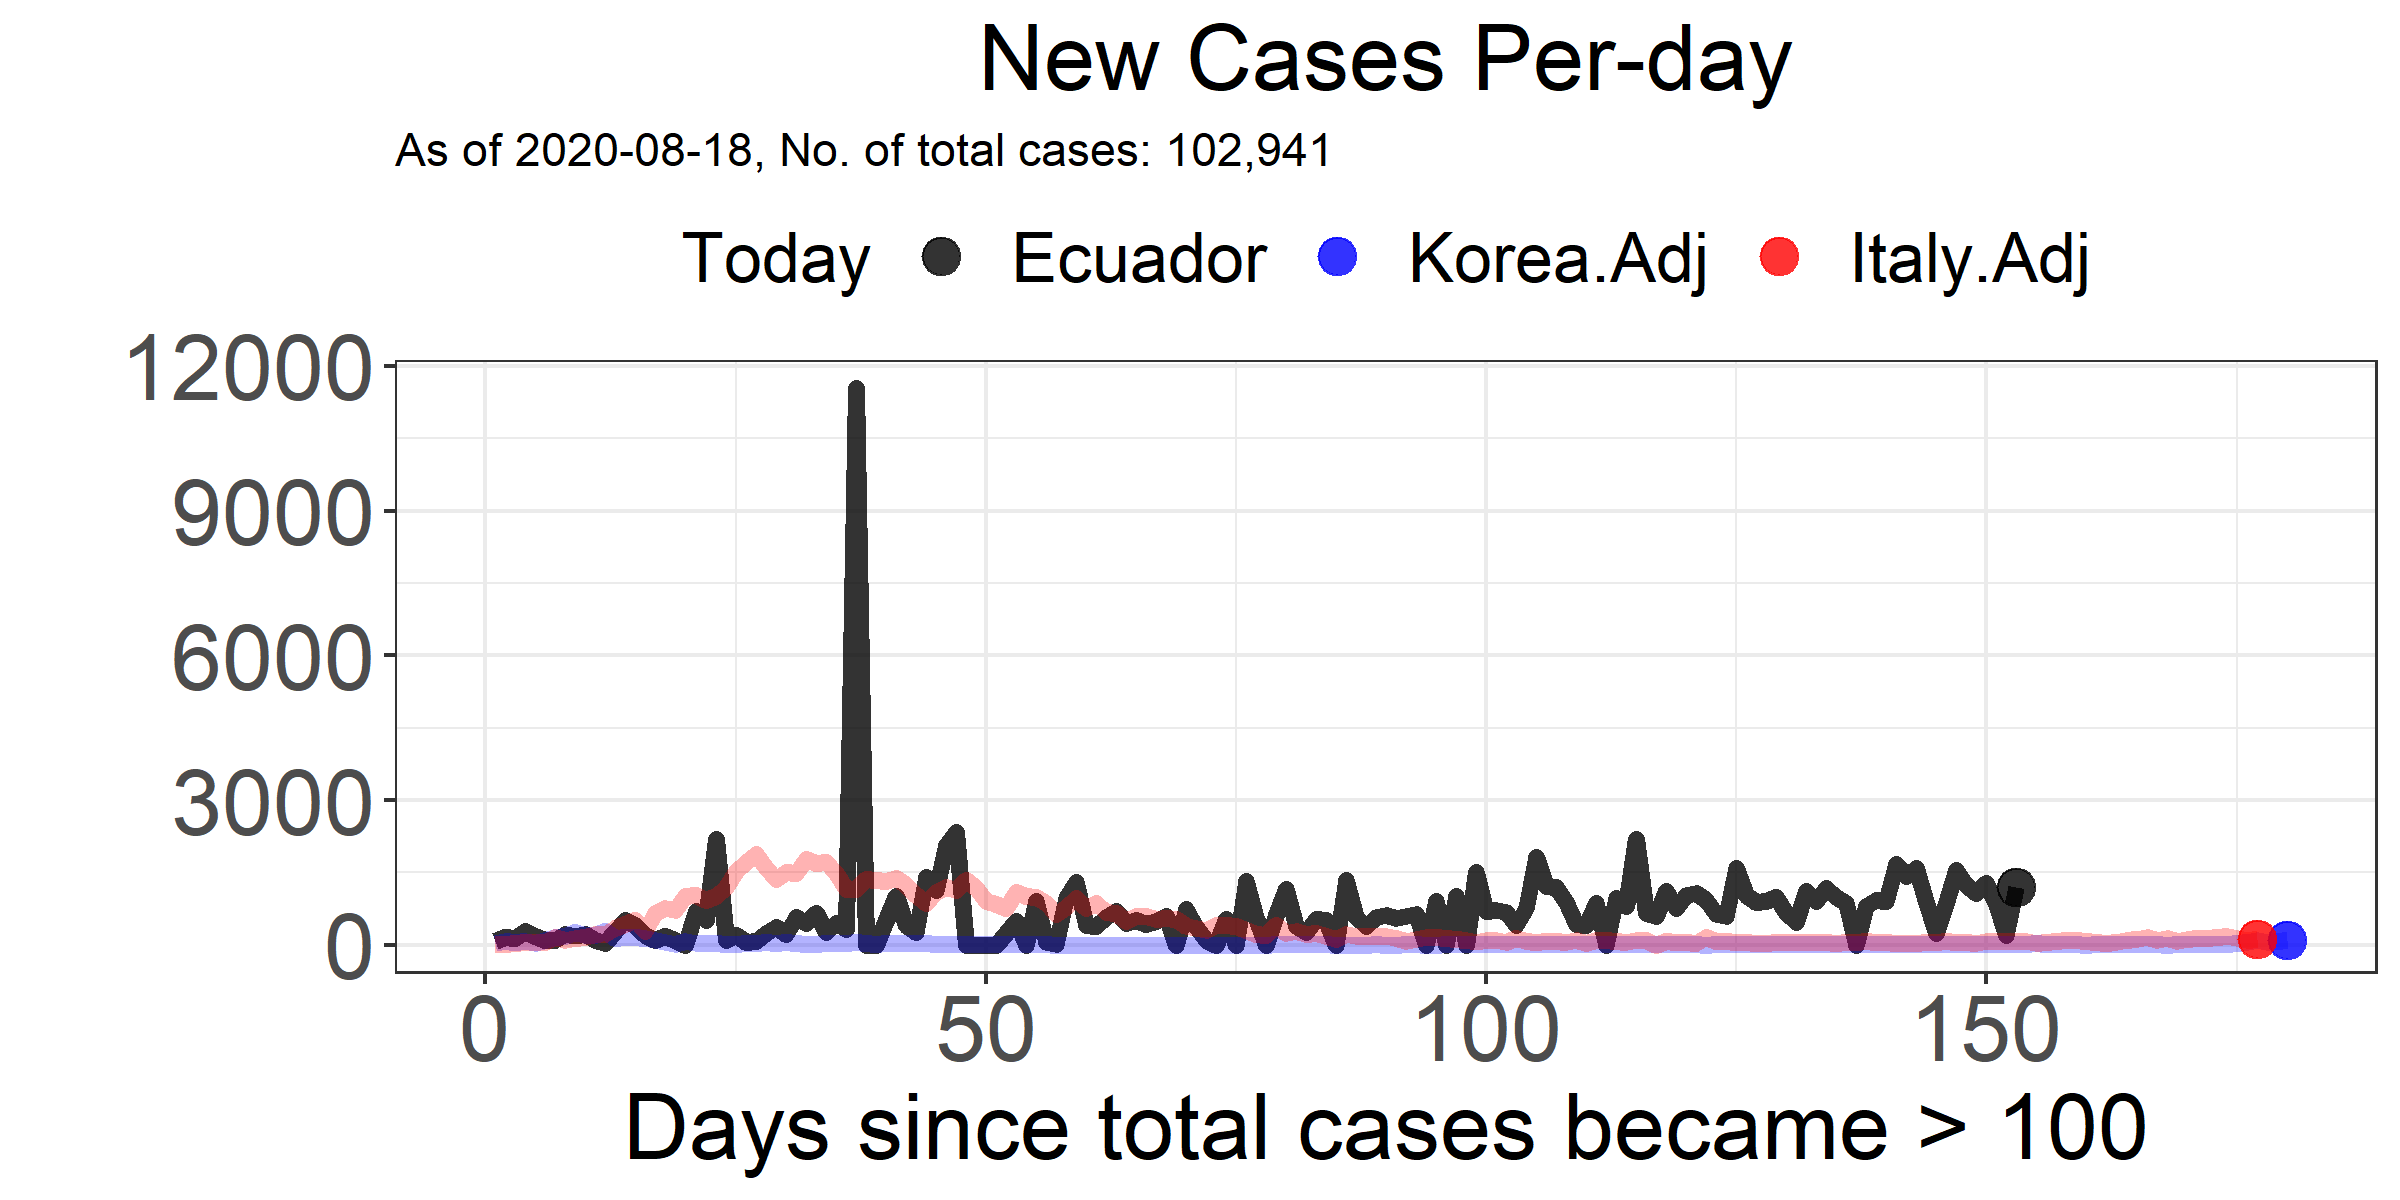 New Cases Per-day
As of 2020-08-18, No. of total cases: 102,941
Today Ecuador Korea.Adj Italy.Adj
12000
9000
6000
3000
0
0 50 100 150
Days since total cases became > 100